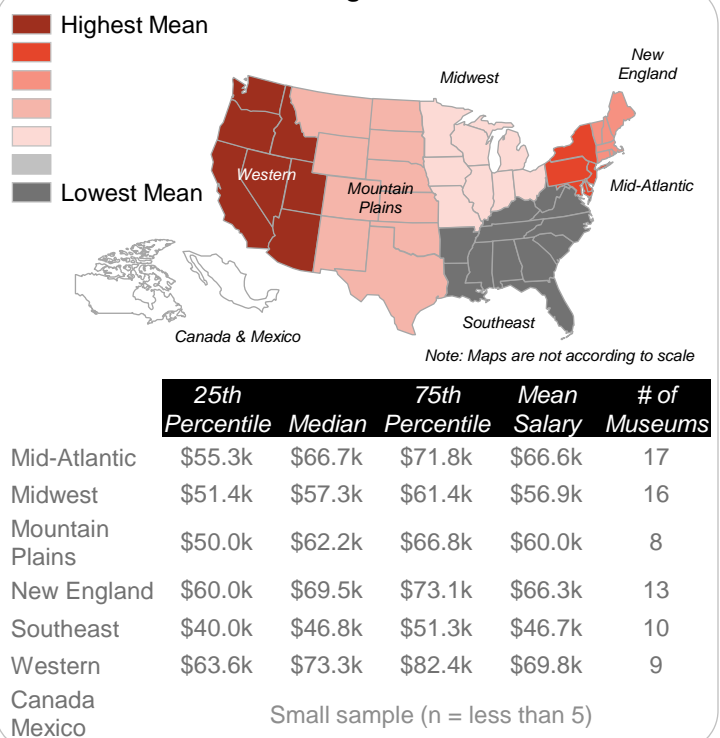 Highest Mean
New
England
Midwest
Western
Mountain
Plains
Mid-Atlantic
Lowest Mean
Southeast
Canada & Mexico
Note: Maps are not according to scale
25th Percentile Median 75th Percentile Mean Salary # of Museums
Mid-Atlantic $55.3k $66.7k $71.8k $66.6k 17
Midwest $51.4k $57.3k $61.4k $56.9k 16
Mountain
Plains $50.0k $62.2k $66.8k $60.0k 8
New England $60.0k $69.5k $73.1k $66.3k 13
Southeast $40.0k $46.8k $51.3k $46.7k 10
Western $63.6k $73.3k $82.4k $69.8k 9
Canada
Mexico Small sample (n = less than 5)